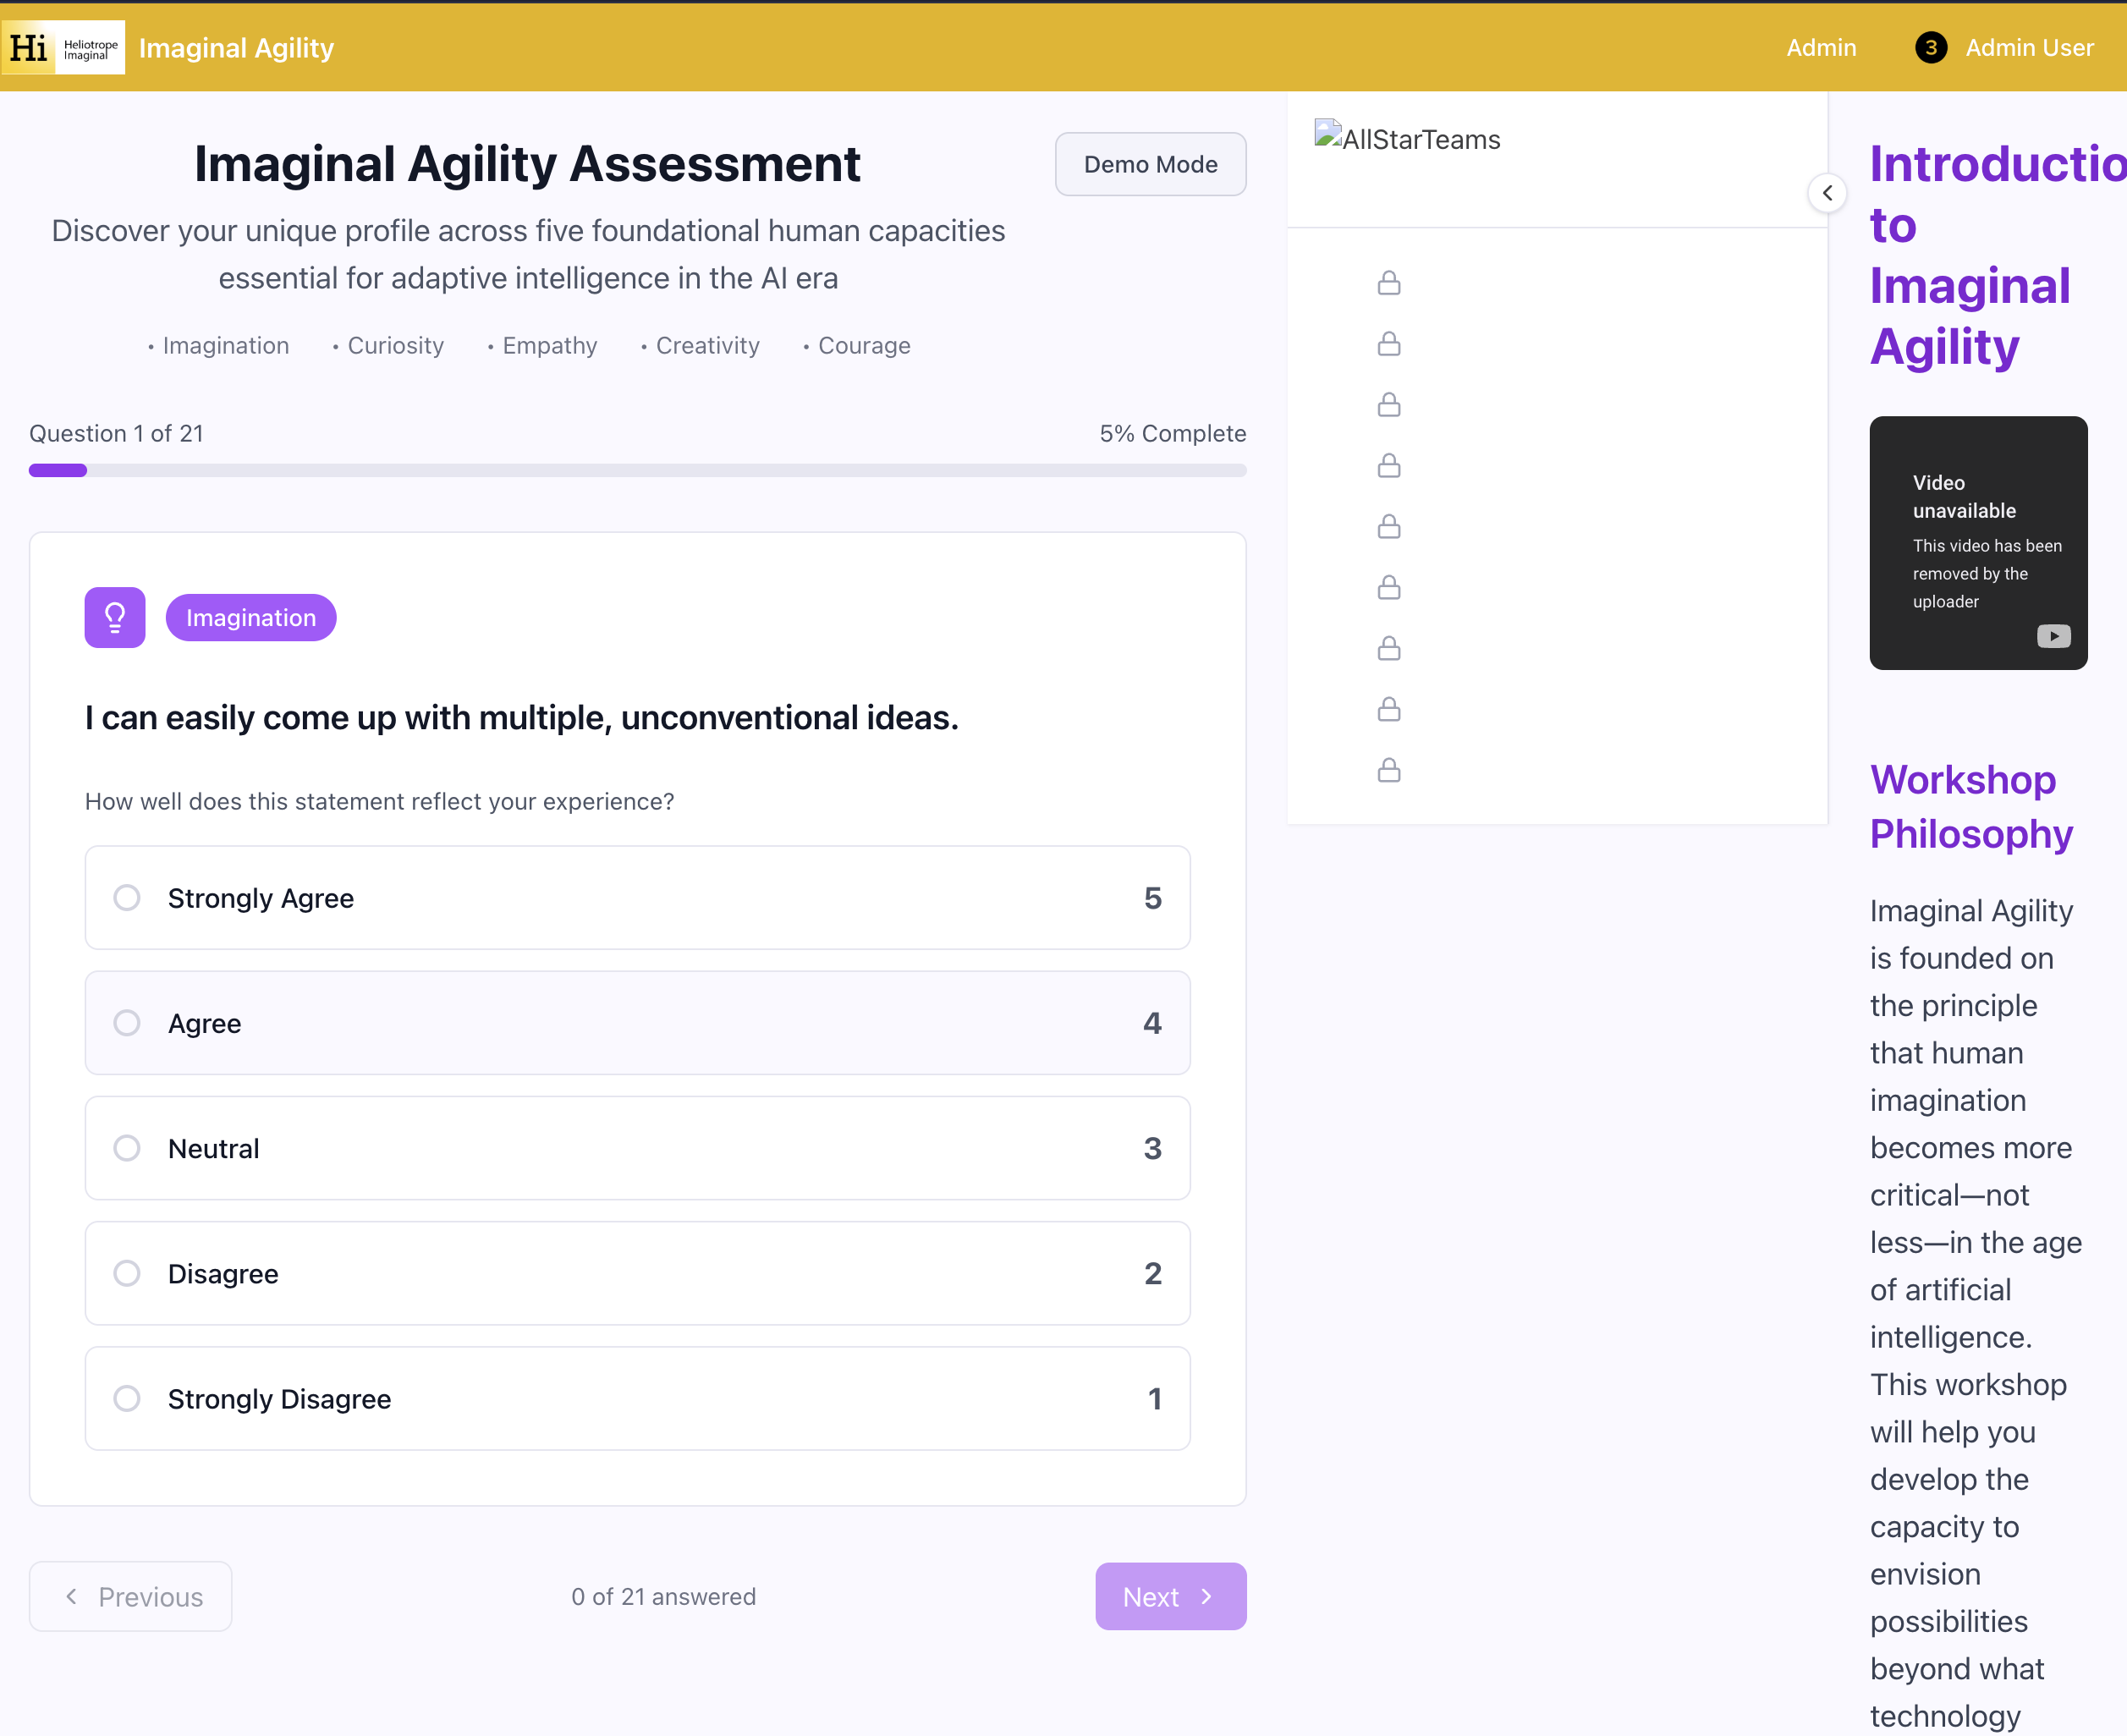 Hi Heliotrope
Imaginal
Imaginal Agility
Admin
3
Admin User
Imaginal Agility Assessment
Demo Mode
Discover your unique profile across five foundational human capacities
essential for adaptive intelligence in the AI era
• Imagination • Curiosity • Empathy • Creativity • Courage
Question 1 of 21
5% Complete
Imagination
I can easily come up with multiple, unconventional ideas.
How well does this statement reflect your experience?
Strongly Agree 5
Agree 4
Neutral 3
Disagree 2
Strongly Disagree 1
Previous
0 of 21 answered
Next
AllStarTeams
Introductio
to
Imaginal
Agility
Video
unavailable
This video has been
removed by the
uploader
Workshop
Philosophy
Imaginal Agility
is founded on
the principle
that human
imagination
becomes more
critical—not
less—in the age
of artificial
intelligence.
This workshop
will help you
develop the
capacity to
envision
possibilities
beyond what
technology